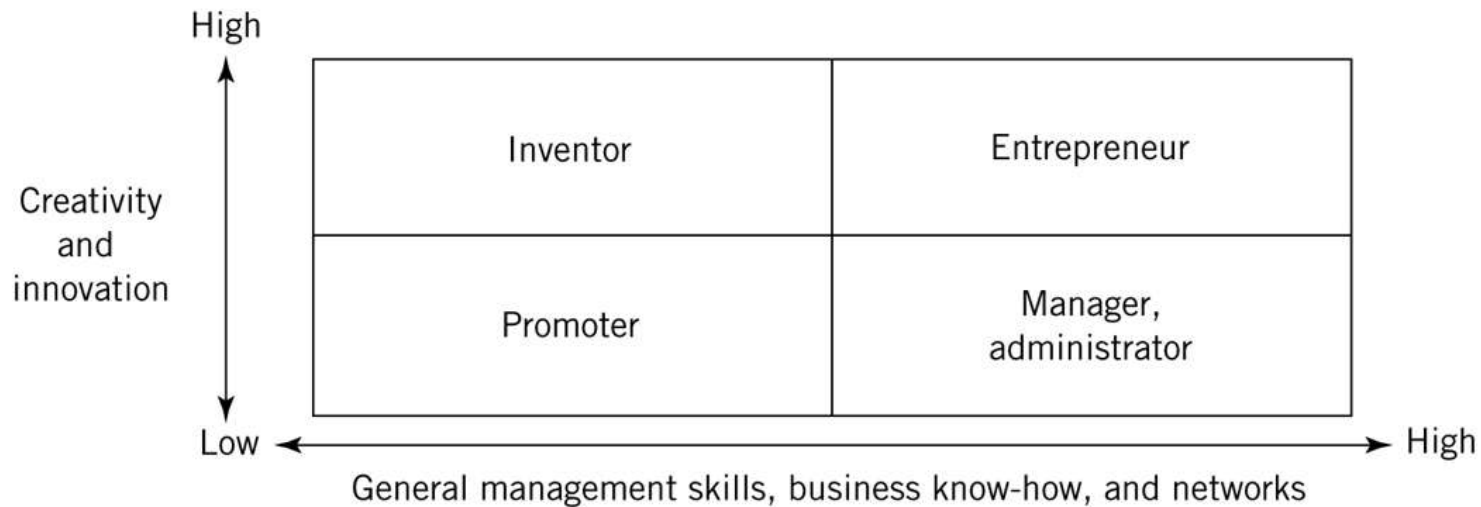 High
Inventor
Entrepreneur
Creativity
and
innovation
Promoter
Manager,
administrator
Low
High
General management skills, business know-how, and networks